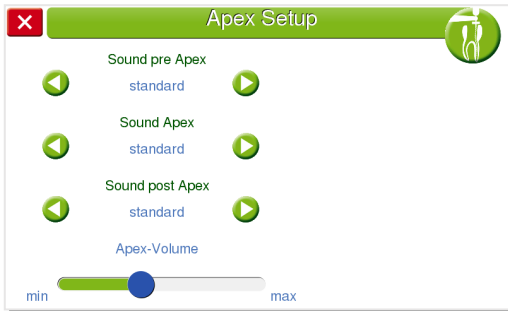 Apex Setup
Sound pre Apex
standard
Sound Apex
standard
Sound post Apex
standard
Apex-Volume
min
max